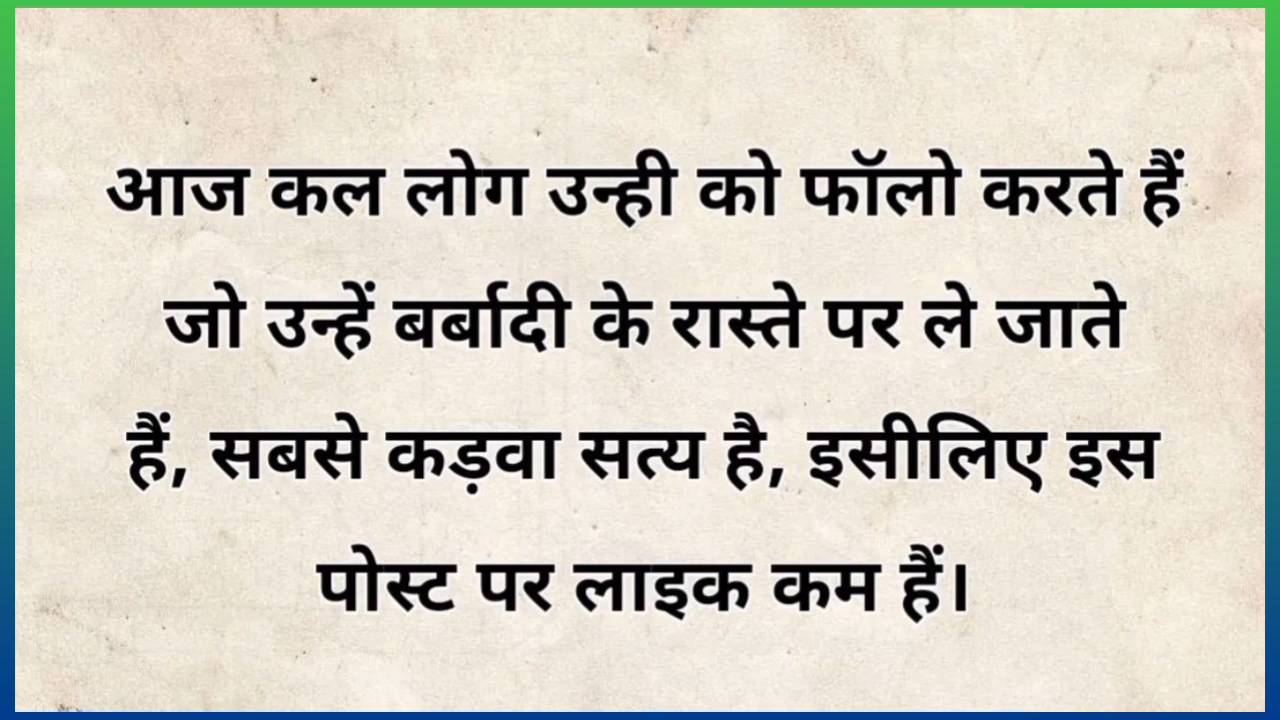 आज कल लोग उन्ही को फॉलो करते हैं
जो उन्हें बर्बादी के रास्ते पर ले जाते
हैं, सबसे कड़वा सत्य है, इसीलिए इस
पोस्ट पर लाइक कम हैं।